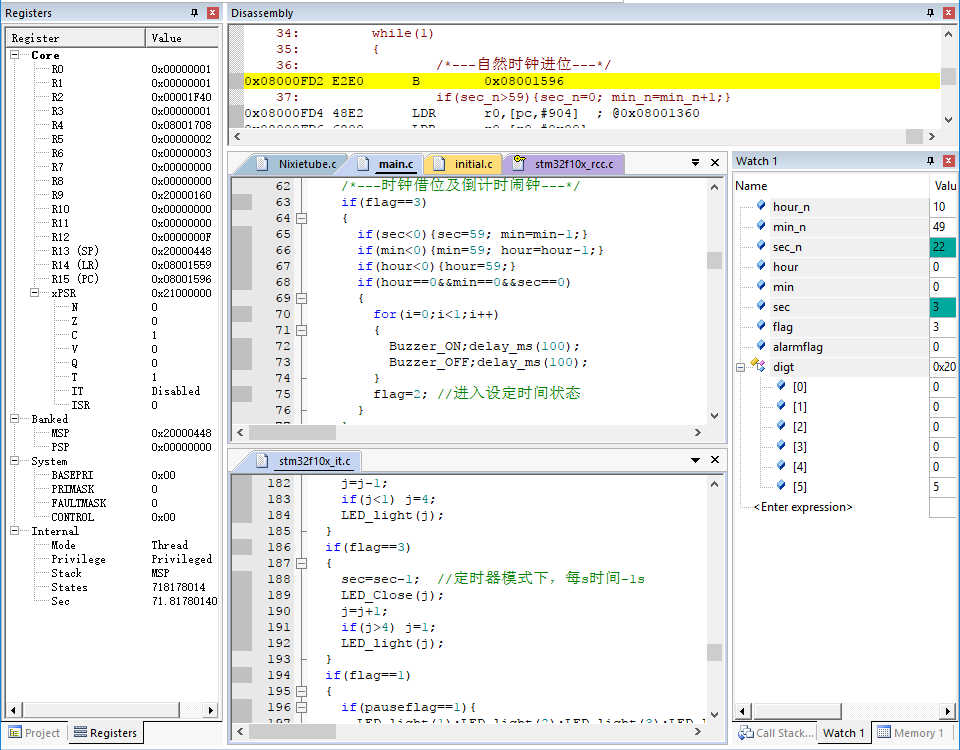 Registers
Register Value
Core
R0 0x00000001
R1 0x00000001
R2 0x00001F40
R3 0x00000001
R4 0x08001708
R5 0x00000002
R6 0x00000003
R7 0x00000000
R8 0x00000000
R9 0x20000160
R10 0x00000000
R11 0x00000000
R12 0x0000000F
R13 (SP) 0x20000448
R14 (LR) 0x08001559
R15 (PC) 0x08001596
xPSR 0x21000000
N 0
Z 0
C 1
V 0
Q 0
T 1
IT Disabled
ISR 0
Banked
MSP 0x20000448
PSP 0x00000000
System
BASEPRI 0x00
PRIMASK 0
FAULTMASK 0
CONTROL 0x00
Internal
Mode Thread
Privilege Privileged
Stack MSP
States 718178014
Sec 71.81780140
Project Registers
Disassembly
34: while(1)
35: {
36: /*---自然时钟进位---*/
0x08000FD2 E2E0 B 0x08001596
37: if(sec_n>59){sec_n=0; min_n=min_n+1;}
0x08000FD4 48E2 LDR r0,[pc,#904] ; @0x08001360
Nixietube.c main.c initial.c stm32f10x_rcc.c
62 /*---时钟借位及倒计时闹钟---*/
63 if(flag==3)
64 {
65 if(sec<0){sec=59; min=min-1;}
66 if(min<0){min=59; hour=hour-1;}
67 if(hour<0){hour=59;}
68 if(hour==0&&min==0&&sec==0)
69 {
70 for(i=0;i<1;i++)
71 {
72 Buzzer_ON;delay_ms(100);
73 Buzzer_OFF;delay_ms(100);
74 }
75 flag=2; //进入设定时间状态
76 }
stm32f10x_it.c
182 j=j-1;
183 if(j<1) j=4;
184 LED_light(j);
185 }
186 if(flag==3)
187 {
188 sec=sec-1; //定时器模式下，每s时间-1s
189 LED_Close(j);
190 j=j+1;
191 if(j>4) j=1;
192 LED_light(j);
193 }
194 if(flag==1)
195 {
196 if(pauseflag==1){
197 LED_light(1);LED_light(2);LED_light(3);LED_l
Watch 1
Name Valu
hour_n 10
min_n 49
sec_n 22
hour 0
min 0
sec 3
flag 3
alarmflag 0
digt 0x20
[0] 0
[1] 0
[2] 0
[3] 0
[4] 0
[5] 5
<Enter expression>
Call Stack... Watch 1 Memory 1